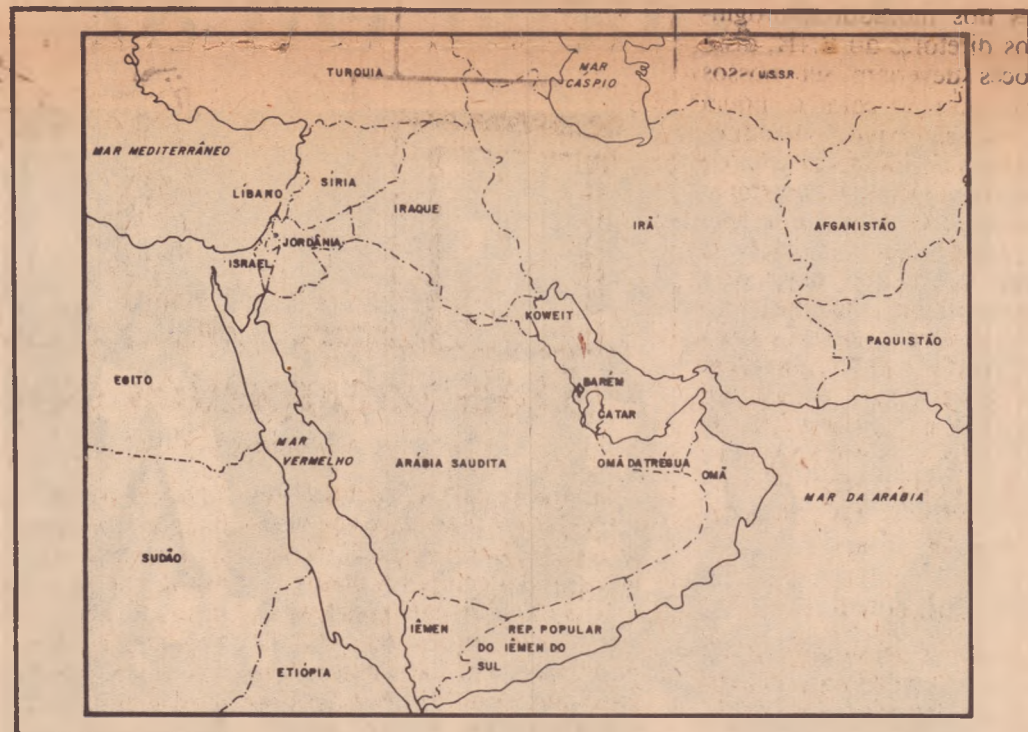 TURQUIA
MAR
CÁSPIO
U.S.S.R.
MAR MEDITERRÂNEO
LÍBANO
SÍRIA
IRAQUE
IRÃ
AFGANISTÃO
JORDÂNIA
ISRAEL
KOWEIT
PAQUISTÃO
EGITO
BARÉM
CATAR
MAR
VERMELHO
ARÁBIA SAUDITA
OMÃ DA TRÉGUA
OMÃ
MAR DA ARÁBIA
SUDÃO
IÊMEN
REP. POPULAR
DO IÊMEN DO
SUL
ETIÓPIA